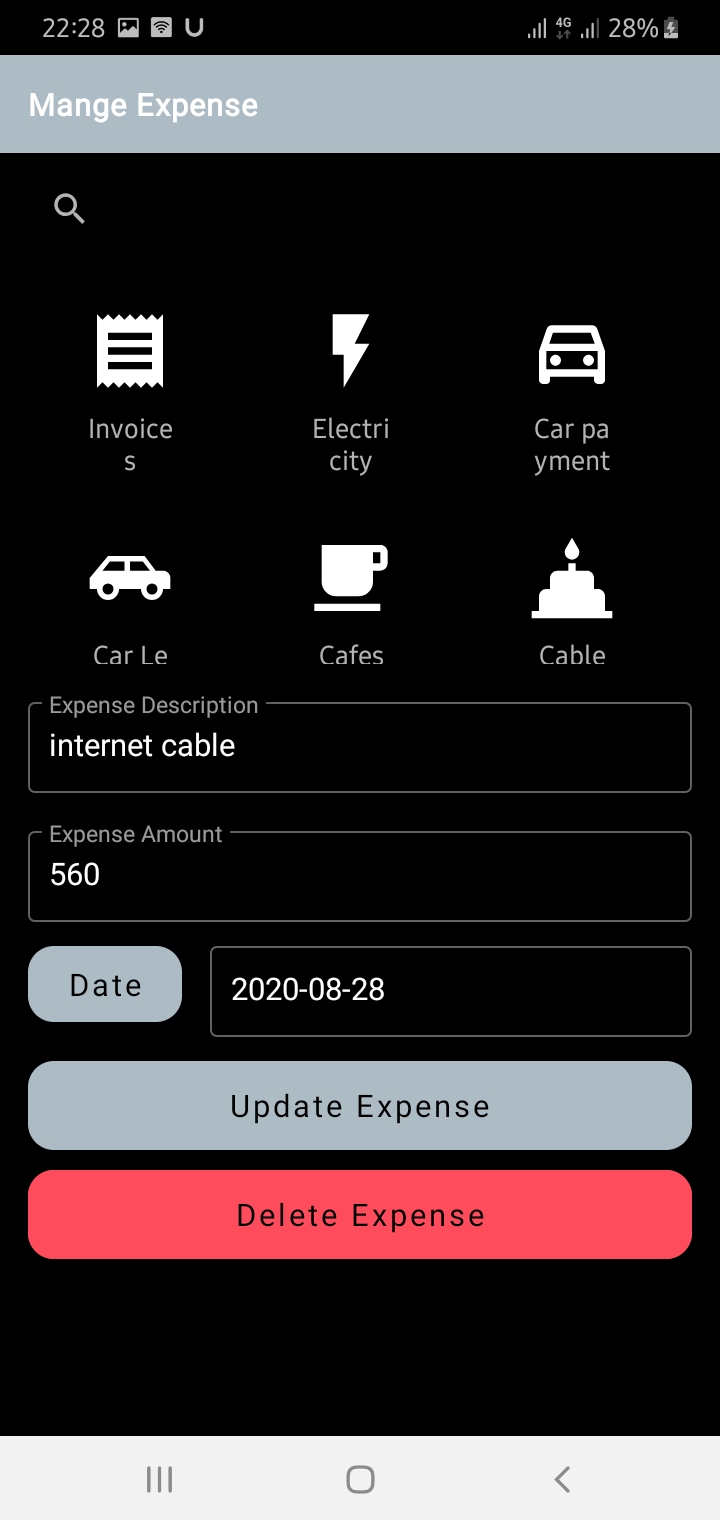 22:28 4G 28%
Mange Expense
Invoice
s
Electri
city
Car pa
yment
Car Le
Cafes
Cable
Expense Description
internet cable
Expense Amount
560
Date
2020-08-28
Update Expense
Delete Expense